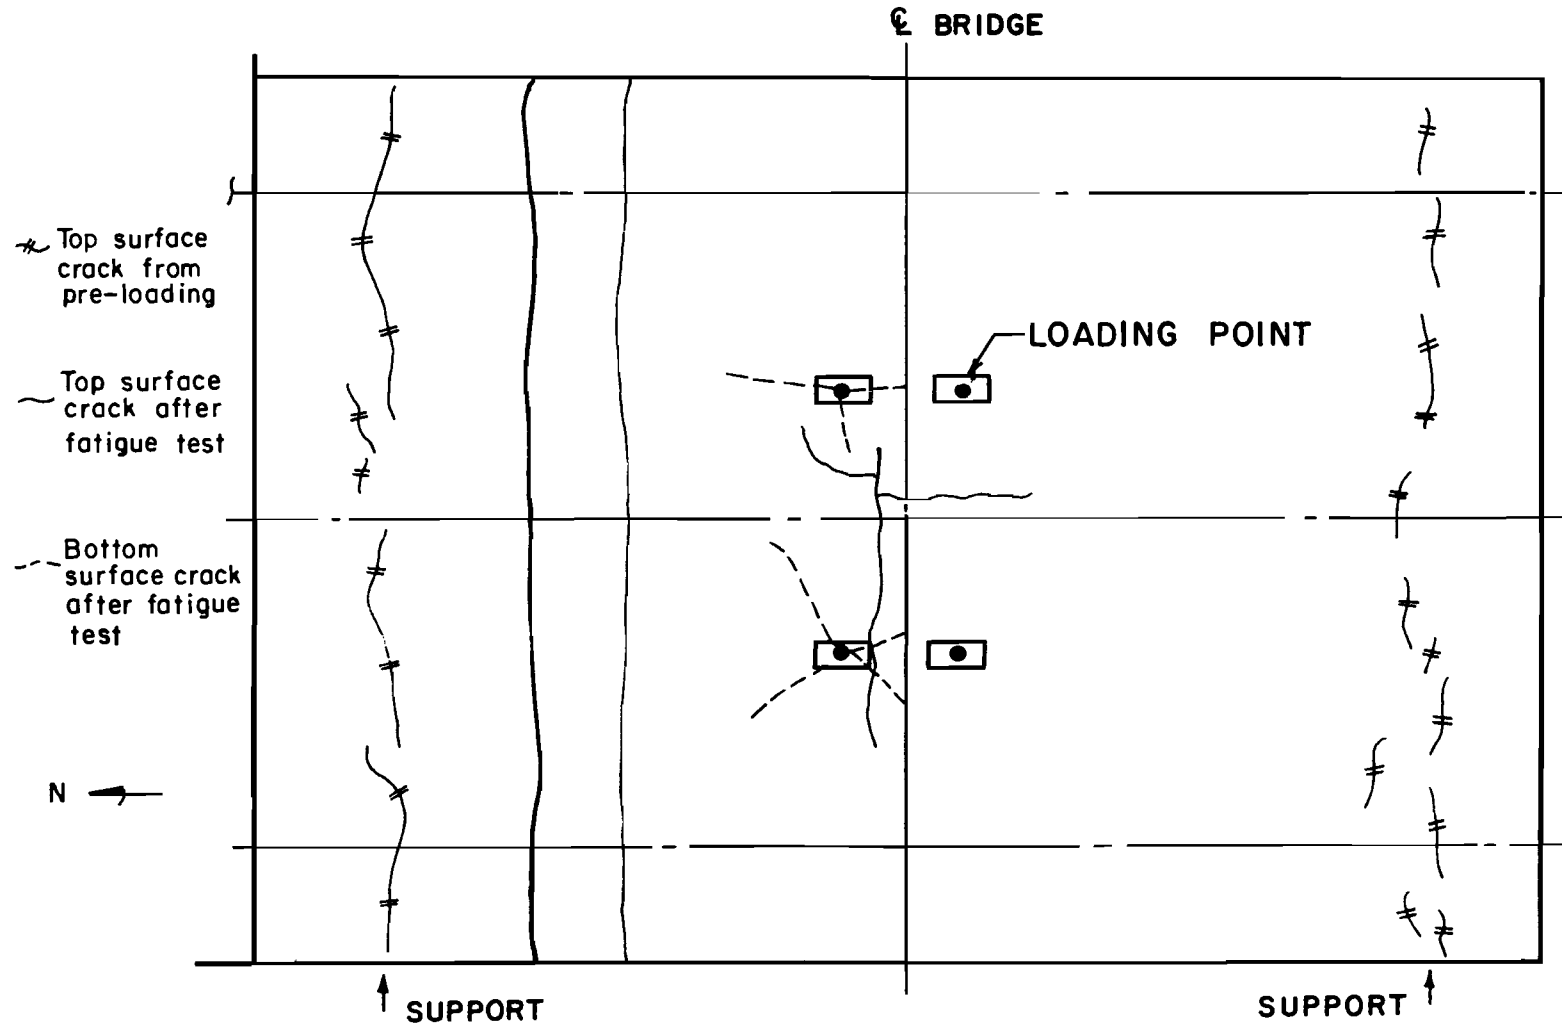 ℄ BRIDGE
Top surface
crack from
pre-loading
LOADING POINT
Top surface
crack after
fatigue test
Bottom
surface crack
after fatigue
test
N
SUPPORT
SUPPORT